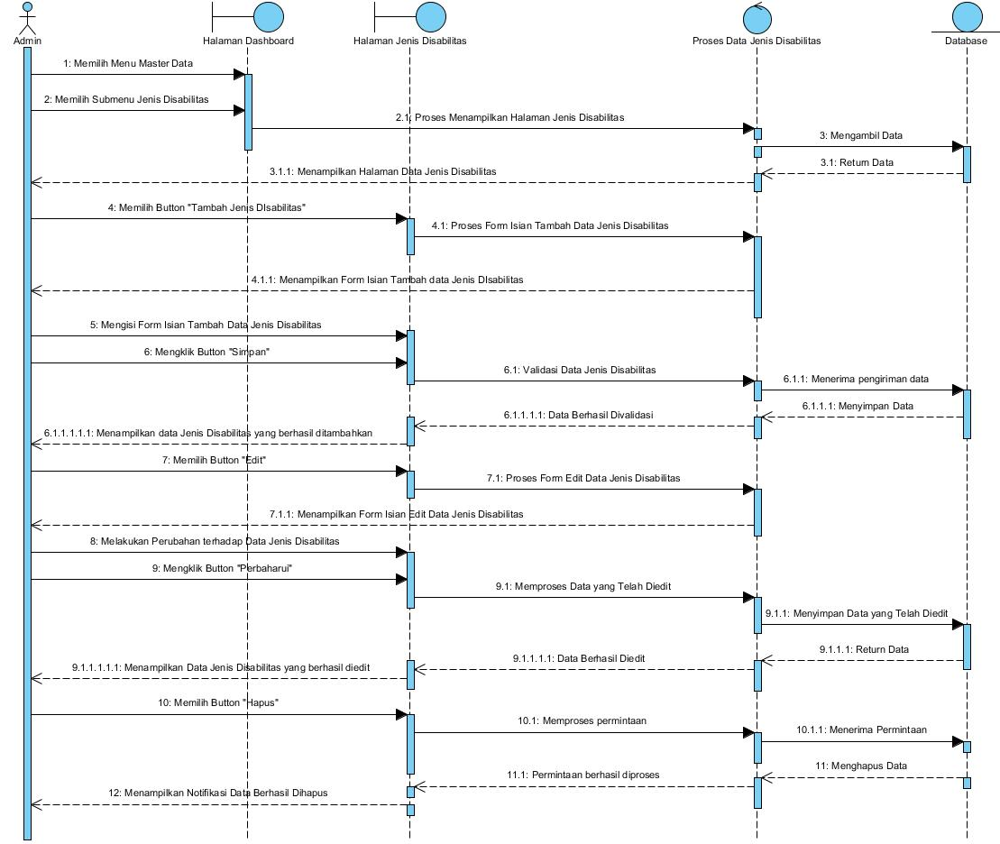 Admin
Halaman Dashboard
Halaman Jenis Disabilitas
Proses Data Jenis Disabilitas
Database
1: Memilih Menu Master Data
2: Memilih Submenu Jenis Disabilitas
2.1: Proses Menampilkan Halaman Jenis Disabilitas
3: Mengambil Data
3.1: Return Data
3.1.1: Menampilkan Halaman Data Jenis Disabilitas
4: Memilih Button "Tambah Jenis DIsabilitas"
4.1: Proses Form Isian Tambah Data Jenis Disabilitas
4.1.1: Menampilkan Form Isian Tambah data Jenis DIsabilitas
5: Mengisi Form Isian Tambah Data Jenis Disabilitas
6: Mengklik Button "Simpan"
6.1: Validasi Data Jenis Disabilitas
6.1.1: Menerima pengiriman data
6.1.1.1: Menyimpan Data
6.1.1.1.1: Data Berhasil Divalidasi
6.1.1.1.1.1: Menampilkan data Jenis Disabilitas yang berhasil ditambahkan
7: Memilih Button "Edit"
7.1: Proses Form Edit Data Jenis Disabilitas
7.1.1: Menampilkan Form Isian Edit Data Jenis Disabilitas
8: Melakukan Perubahan terhadap Data Jenis Disabilitas
9: Mengklik Button "Perbaharui"
9.1: Memproses Data yang Telah Diedit
9.1.1: Menyimpan Data yang Telah Diedit
9.1.1.1: Return Data
9.1.1.1.1: Data Berhasil Diedit
9.1.1.1.1.1: Menampilkan Data Jenis Disabilitas yang berhasil diedit
10: Memilih Button "Hapus"
10.1: Memproses permintaan
10.1.1: Menerima Permintaan
11: Menghapus Data
11.1: Permintaan berhasil diproses
12: Menampilkan Notifikasi Data Berhasil Dihapus